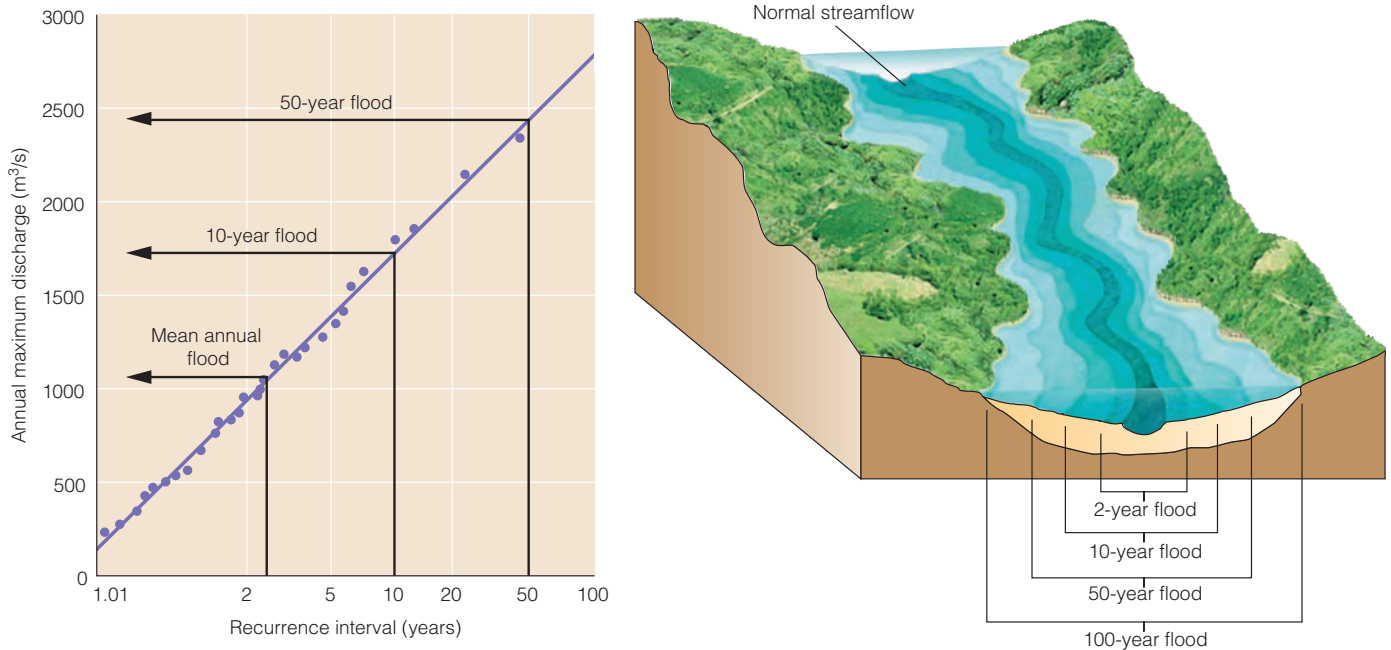 3000
2500
2000
1500
1000
500
0
Annual maximum discharge (m³/s)
50-year flood
10-year flood
Mean annual
flood
1.01 2 5 10 20 50 100
Recurrence interval (years)
Normal streamflow
2-year flood
10-year flood
50-year flood
100-year flood